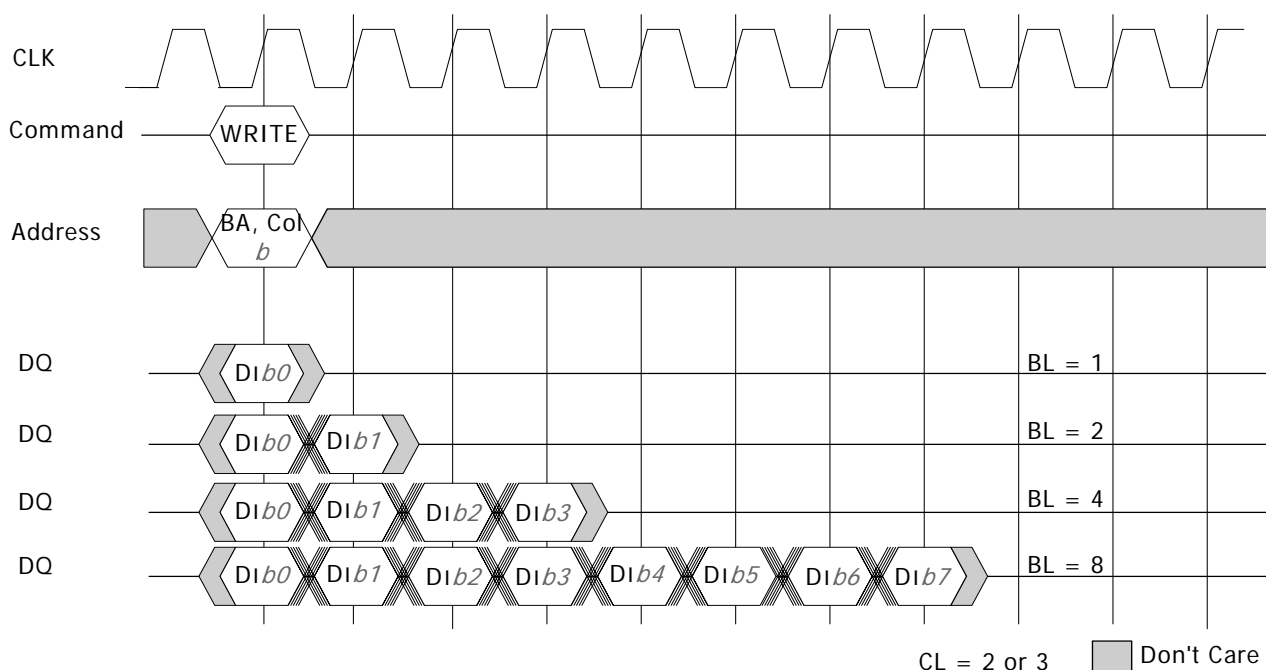 CLK
Command WRITE
Address BA, Col
b
DQ DIb0 BL = 1
DQ DIb0 DIb1 BL = 2
DQ DIb0 DIb1 DIb2 DIb3 BL = 4
DQ DIb0 DIb1 DIb2 DIb3 DIb4 DIb5 DIb6 DIb7 BL = 8
CL = 2 or 3 Don't Care